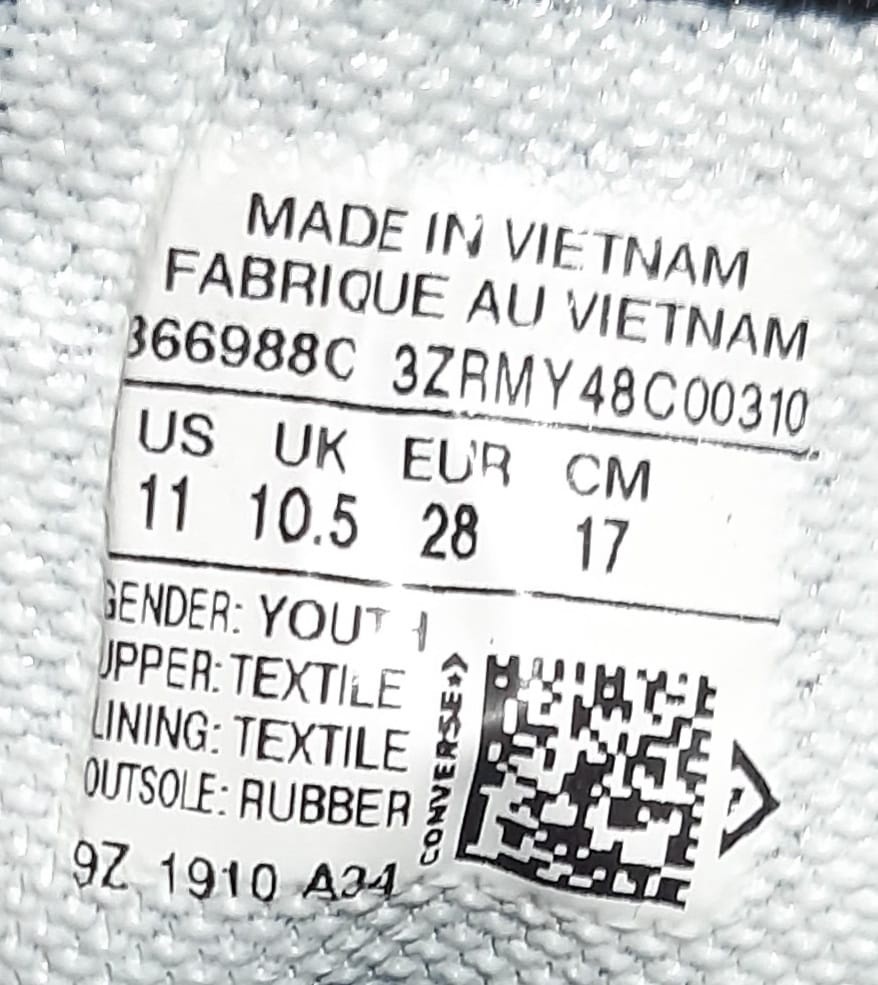 MADE IN VIETNAM
FABRIQUE AU VIETNAM
366988C 3ZRMY48C00310
US UK EUR CM
11 10.5 28 17
GENDER: YOUTH
UPPER: TEXTILE
LINING: TEXTILE
OUTSOLE: RUBBER
CONVERSE
9Z 1910 A34